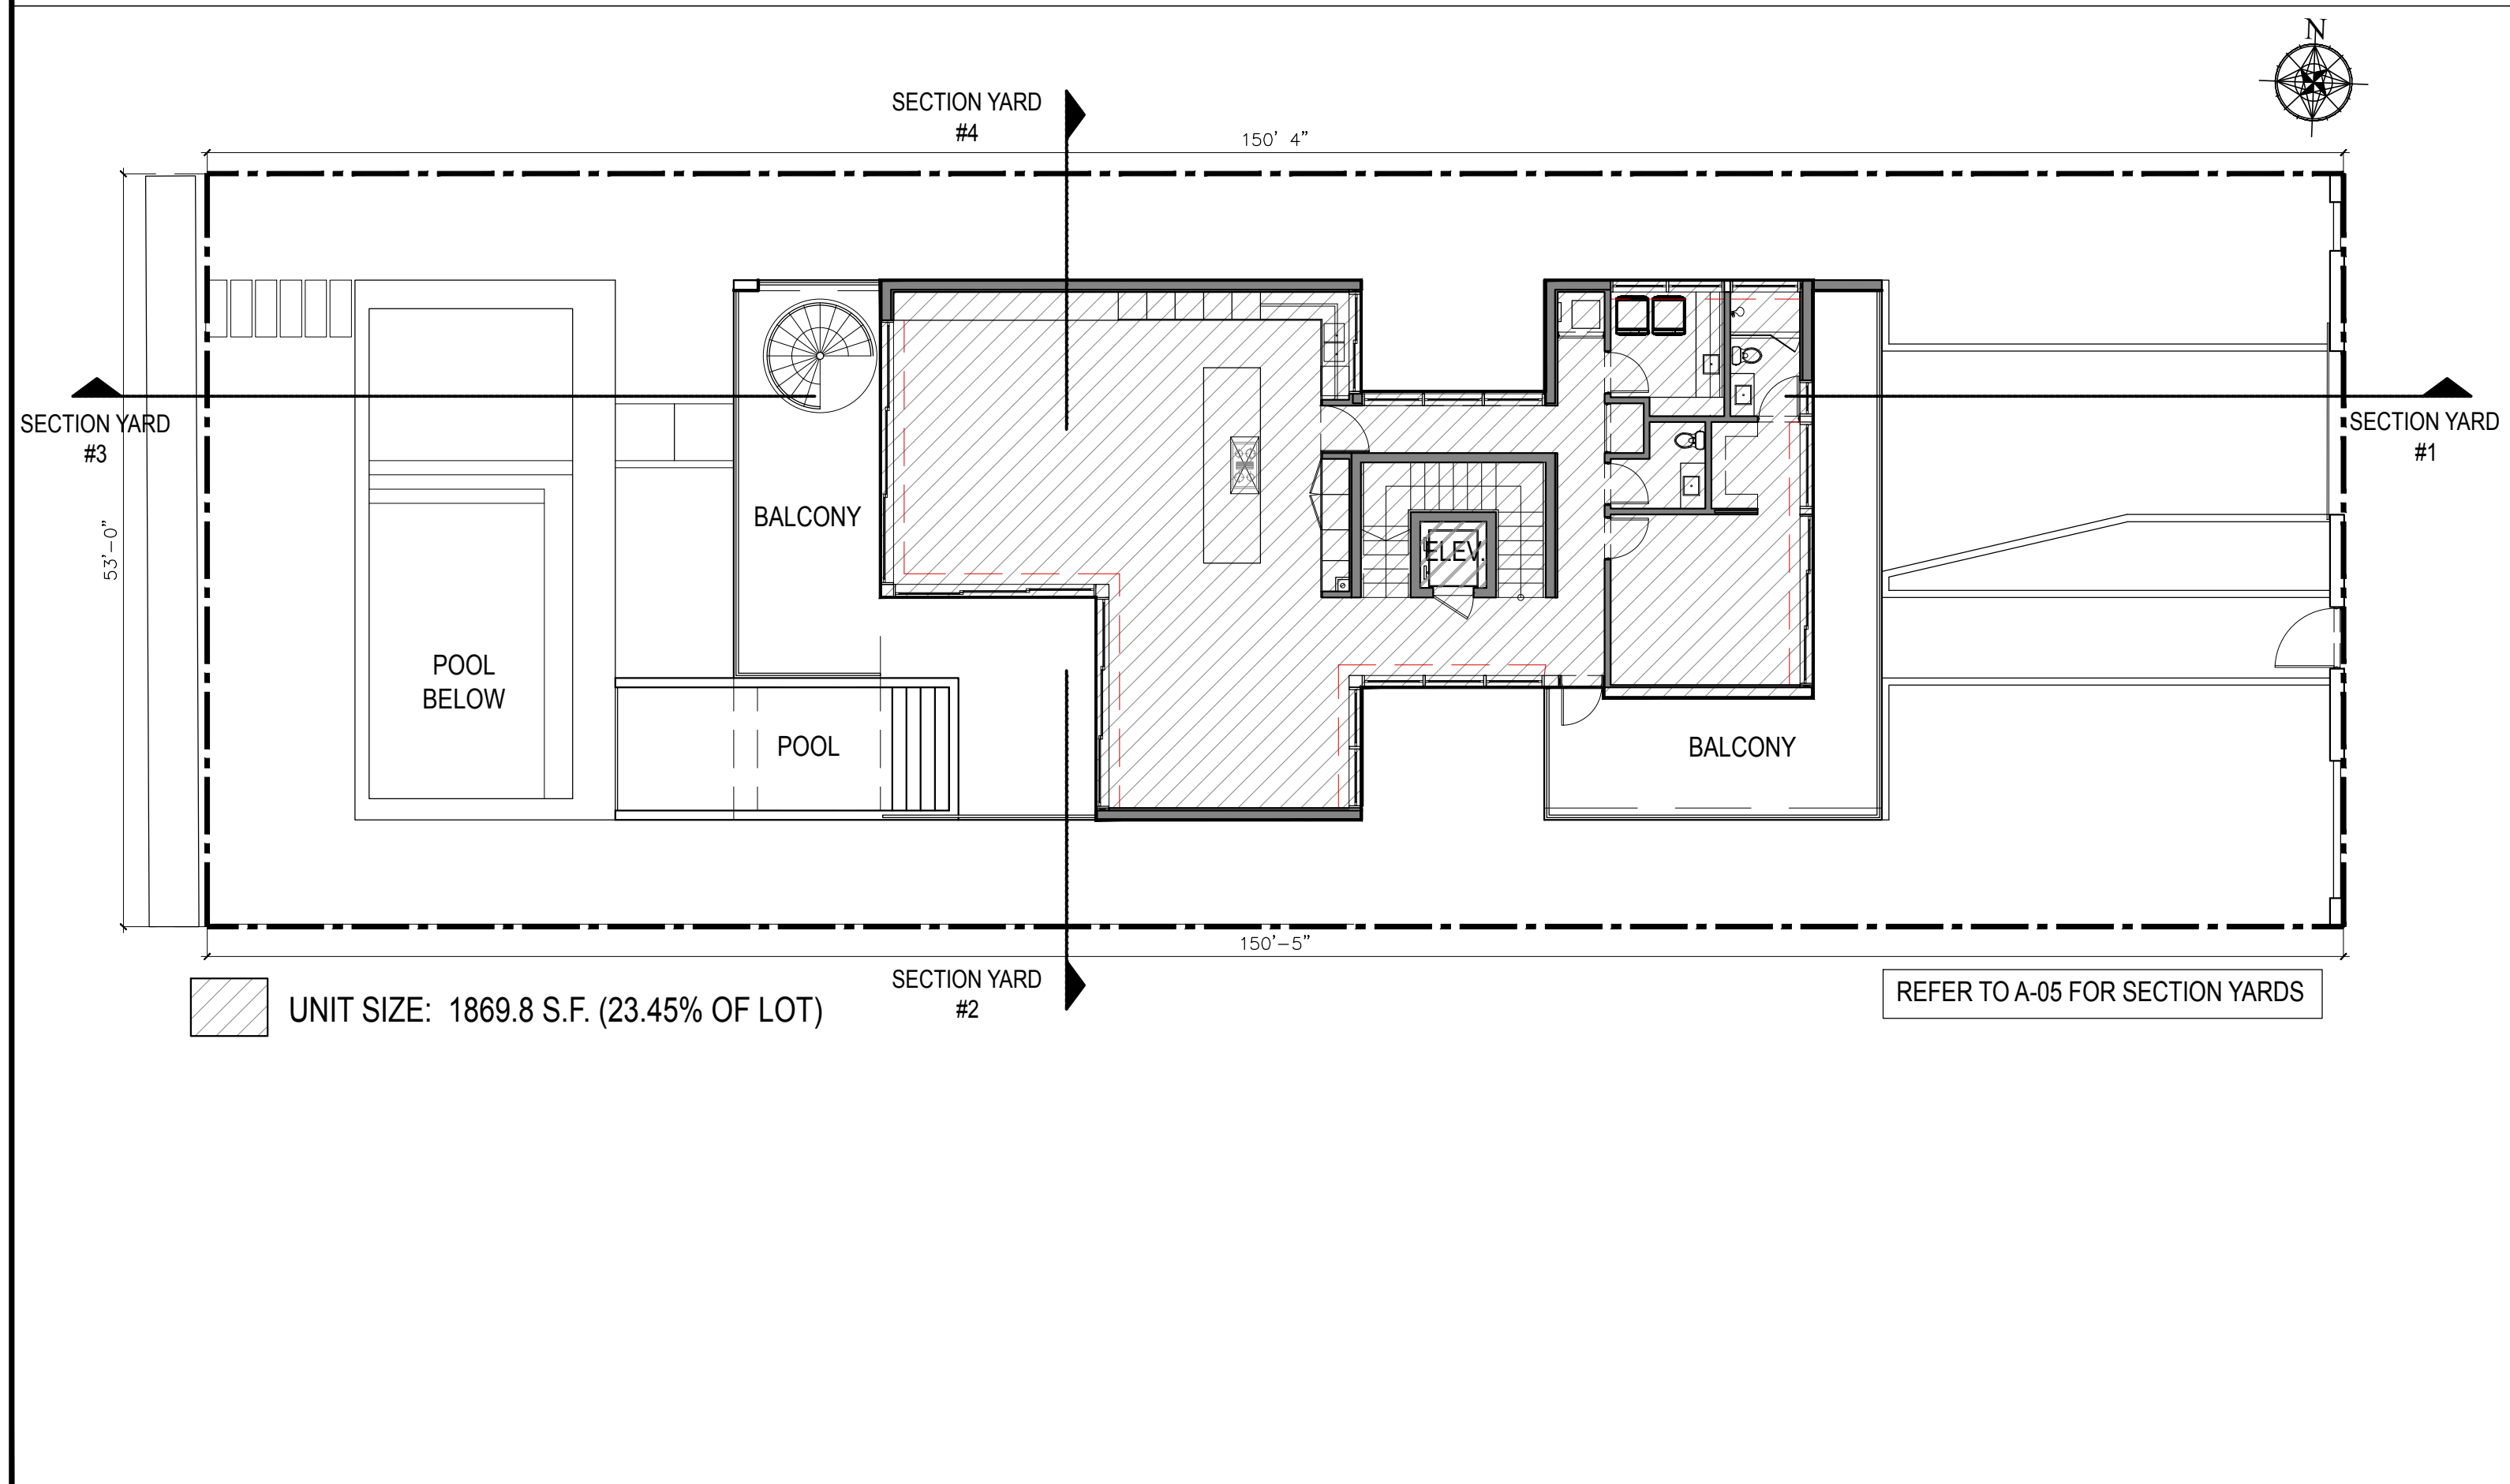 N
SECTION YARD
#4
150' 4"
SECTION YARD
#3
SECTION YARD
#1
BALCONY
ELEV.
53'-0"
POOL
BELOW
POOL
BALCONY
150'-5"
SECTION YARD
#2
UNIT SIZE: 1869.8 S.F. (23.45% OF LOT)
REFER TO A-05 FOR SECTION YARDS